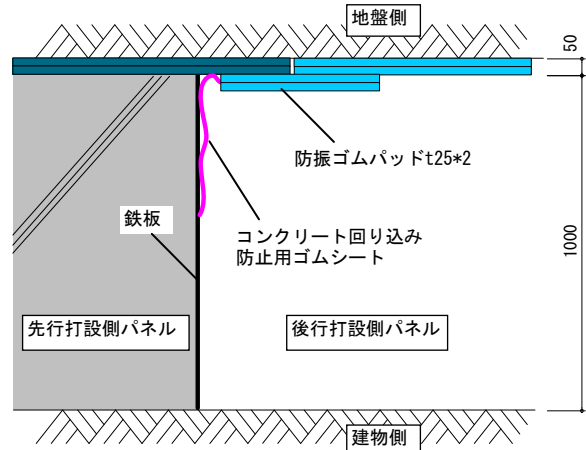 地盤側
50
防振ゴムパッドt25*2
鉄板
コンクリート回り込み
防止用ゴムシート
1000
先行打設側パネル
後行打設側パネル
建物側